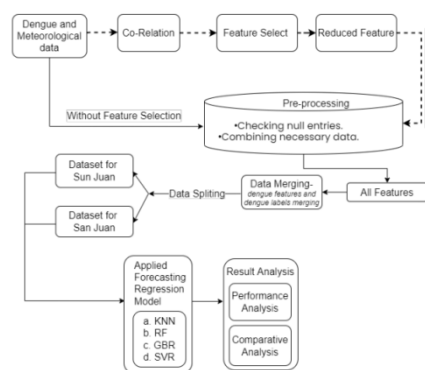 Dengue and
Meteorological
data
Co-Relation
Feature Select
Reduced Feature
Without Feature Selection
Pre-processing
•Checking null entries.
•Combining necessary data.
Dataset for
Sun Juan
Data Spliting
Data Merging-
dengue features and
dengue labels merging
All Features
Dataset for
San Juan
Applied
Forecasting
Regression
Model
a. KNN
b. RF
c. GBR
d. SVR
Result Analysis
Performance
Analysis
Comparative
Analysis